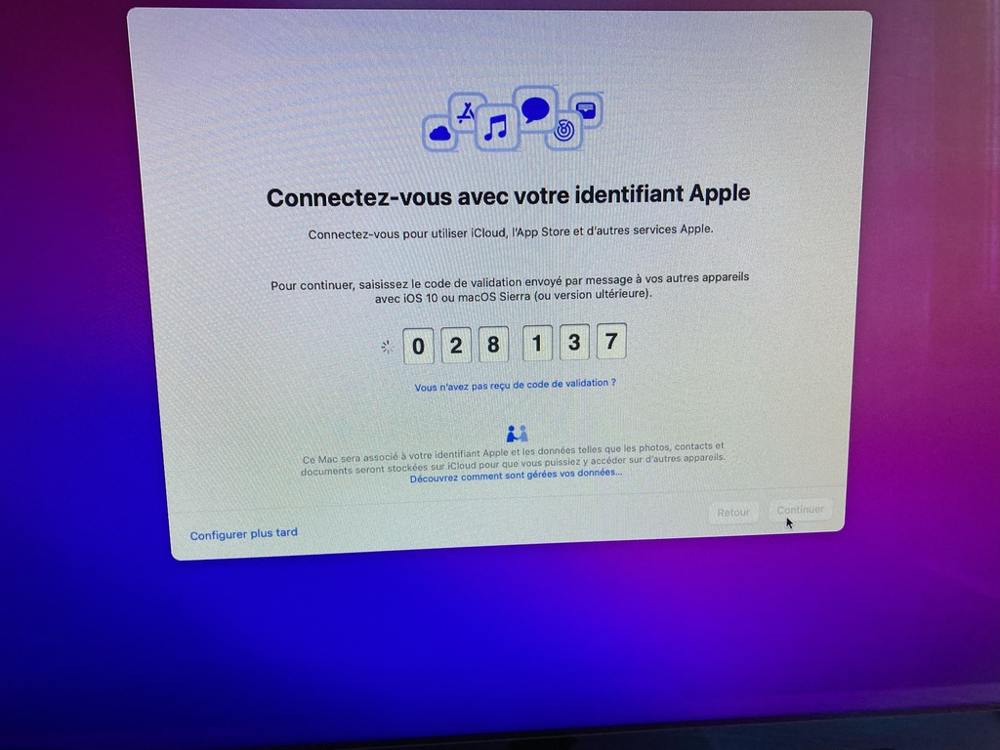 Connectez-vous avec votre identifiant Apple
Connectez-vous pour utiliser iCloud, l'App Store et d'autres services Apple.
Pour continuer, saisissez le code de validation envoyé par message à vos autres appareils
avec iOS 10 ou macOS Sierra (ou version ultérieure).
0 2 8 1 3 7
Vous n'avez pas reçu de code de validation ?
Ce Mac sera associé à votre identifiant Apple et les données telles que les photos, contacts et
documents seront stockées sur iCloud pour que vous puissiez y accéder sur d'autres appareils.
Découvrez comment sont gérées vos données...
Configurer plus tard
Retour
Continuer